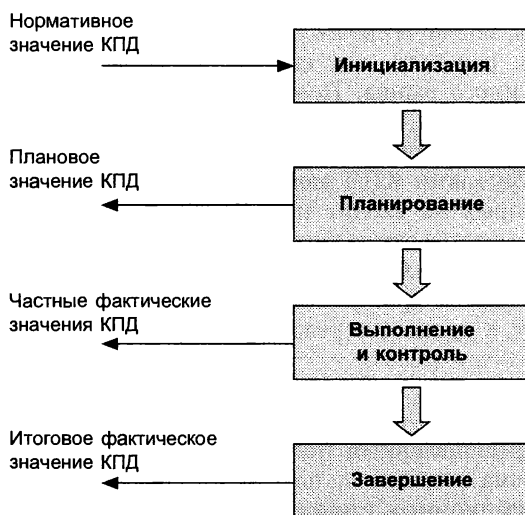 Нормативное
значение КПД
Инициализация
Плановое
значение КПД
Планирование
Частные фактические
значения КПД
Выполнение
и контроль
Итоговое фактическое
значение КПД
Завершение